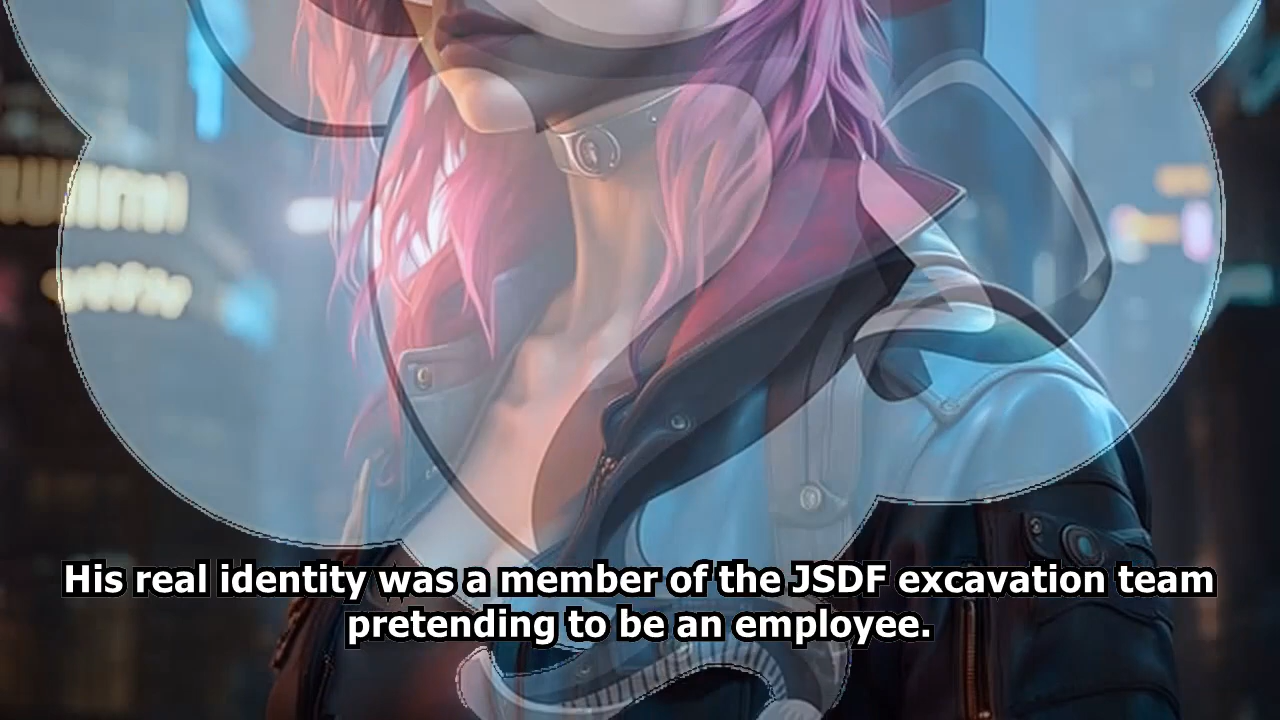 His real identity was a member of the JSDF excavation team
pretending to be an employee.